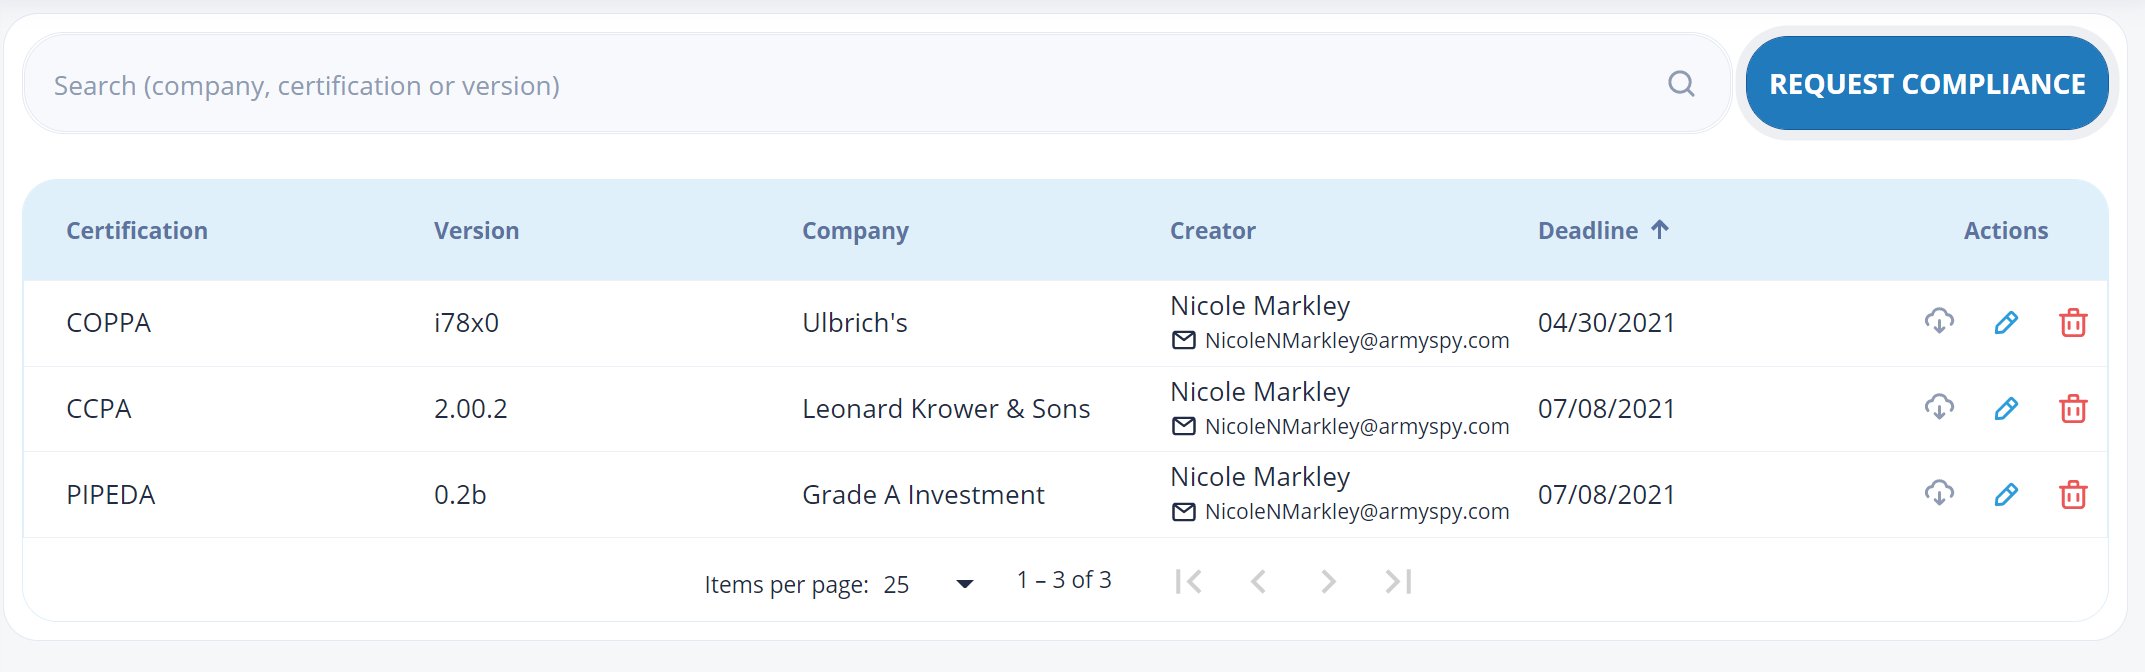 Search (company, certification or version)
REQUEST COMPLIANCE
Certification Version Company Creator Deadline Actions
COPPA i78x0 Ulbrich's Nicole Markley NicoleNMarkley@armyspy.com 04/30/2021
CCPA 2.00.2 Leonard Krower & Sons Nicole Markley NicoleNMarkley@armyspy.com 07/08/2021
PIPEDA 0.2b Grade A Investment Nicole Markley NicoleNMarkley@armyspy.com 07/08/2021
Items per page: 25 1 – 3 of 3